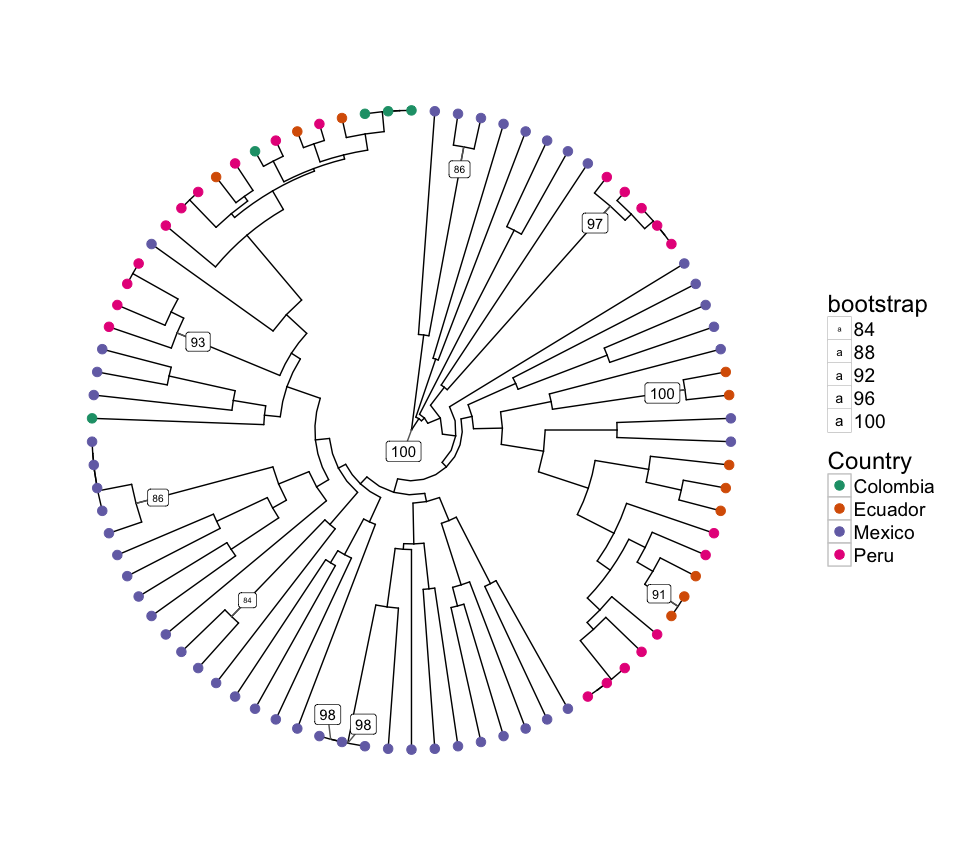 86
97
93
100
100
86
91
84
98
98
bootstrap
a 84
a 88
a 92
a 96
a 100
Country
Colombia
Ecuador
Mexico
Peru